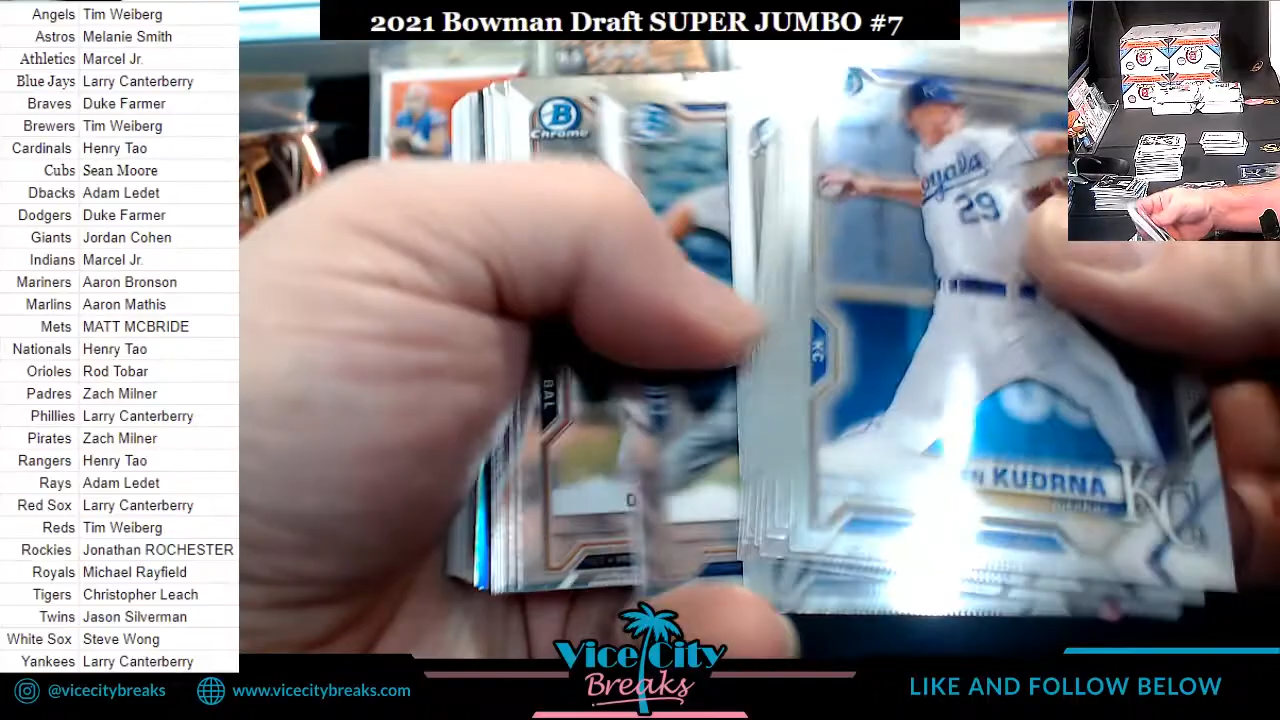 2021 Bowman Draft SUPER JUMBO #7
Angels Tim Weiberg
Astros Melanie Smith
Athletics Marcel Jr.
Blue Jays Larry Canterberry
Braves Duke Farmer
Brewers Tim Weiberg
Cardinals Henry Tao
Cubs Sean Moore
Dbacks Adam Ledet
Dodgers Duke Farmer
Giants Jordan Cohen
Indians Marcel Jr.
Mariners Aaron Bronson
Marlins Aaron Mathis
Mets MATT MCBRIDE
Nationals Henry Tao
Orioles Rod Tobar
Padres Zach Milner
Phillies Larry Canterberry
Pirates Zach Milner
Rangers Henry Tao
Rays Adam Ledet
Red Sox Larry Canterberry
Reds Tim Weiberg
Rockies Jonathan ROCHESTER
Royals Michael Rayfield
Tigers Christopher Leach
Twins Jason Silverman
White Sox Steve Wong
Yankees Larry Canterberry
B
Chrome
BAL
oyals
29
KC
KUDRNA
KC
@vicecitybreaks
www.vicecitybreaks.com
Vice City
Breaks
LIKE AND FOLLOW BELOW